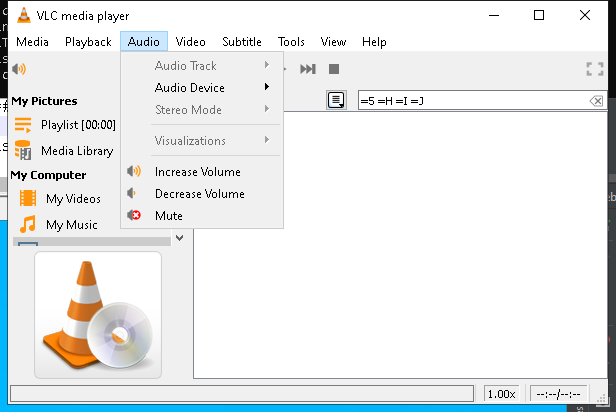 VLC media player
Media Playback Audio Video Subtitle Tools View Help
Audio Track
Audio Device
Stereo Mode
Visualizations
Increase Volume
Decrease Volume
Mute
=5 =H =I =J
My Pictures
Playlist [00:00]
Media Library
My Computer
My Videos
My Music
1.00x
--:--/--:--